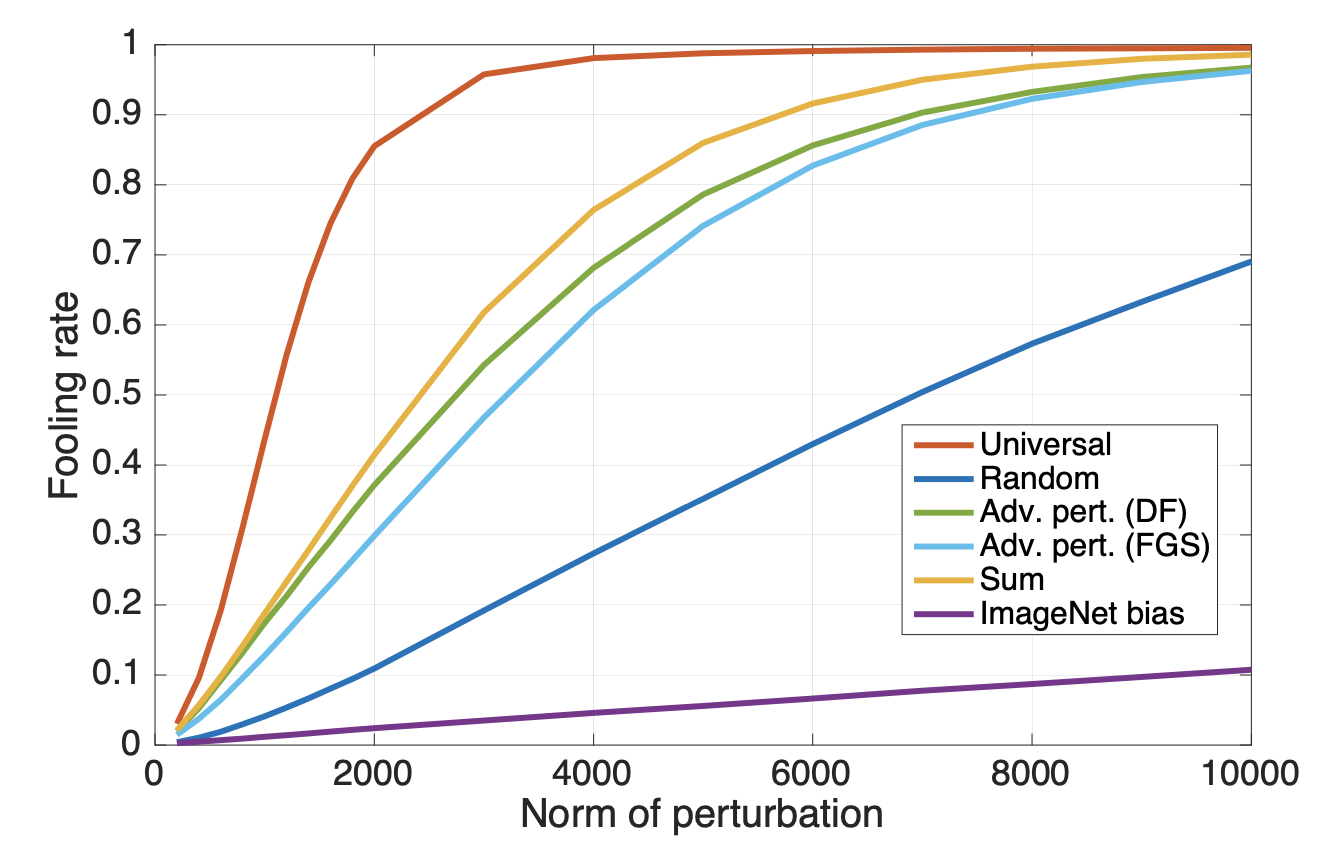 1
0.9
0.8
0.7
0.6
0.5
0.4
0.3
0.2
0.1
0
Fooling rate
Universal
Random
Adv. pert. (DF)
Adv. pert. (FGS)
Sum
ImageNet bias
0 2000 4000 6000 8000 10000
Norm of perturbation